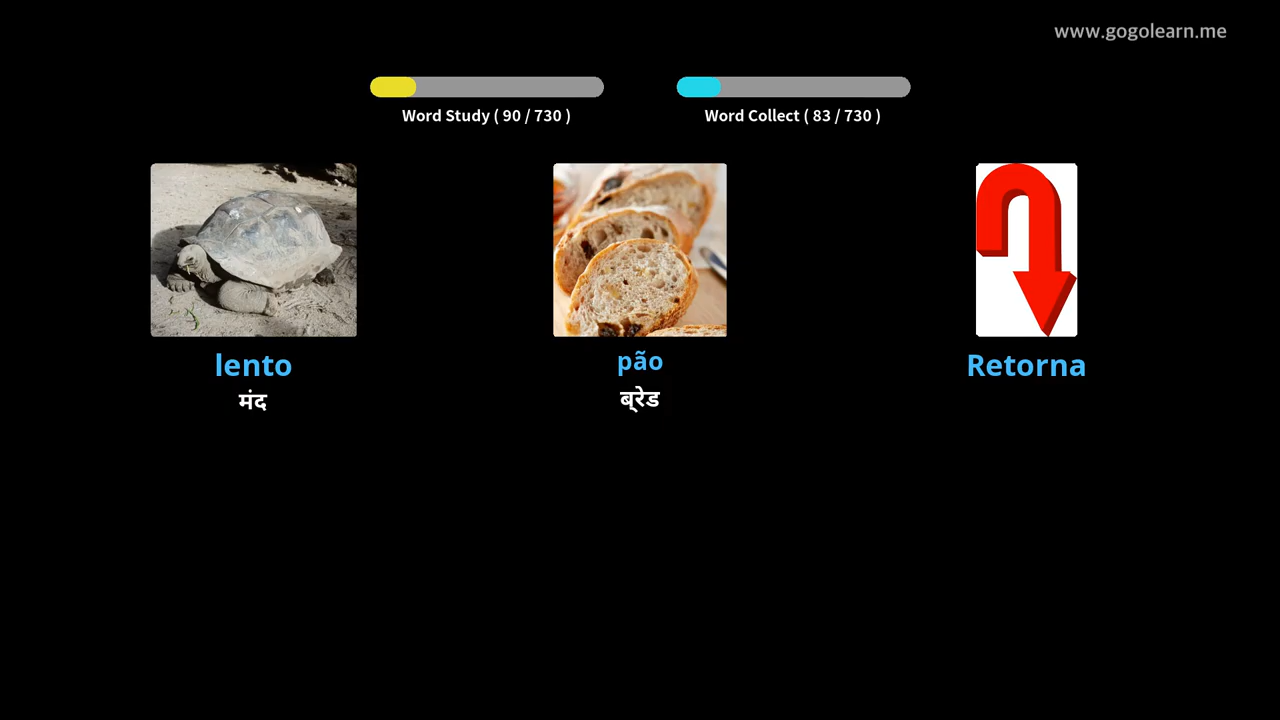 www.gogolearn.me
Word Study ( 90 / 730 )
Word Collect ( 83 / 730 )
lento
मंद
pão
ब्रेड
Retorna